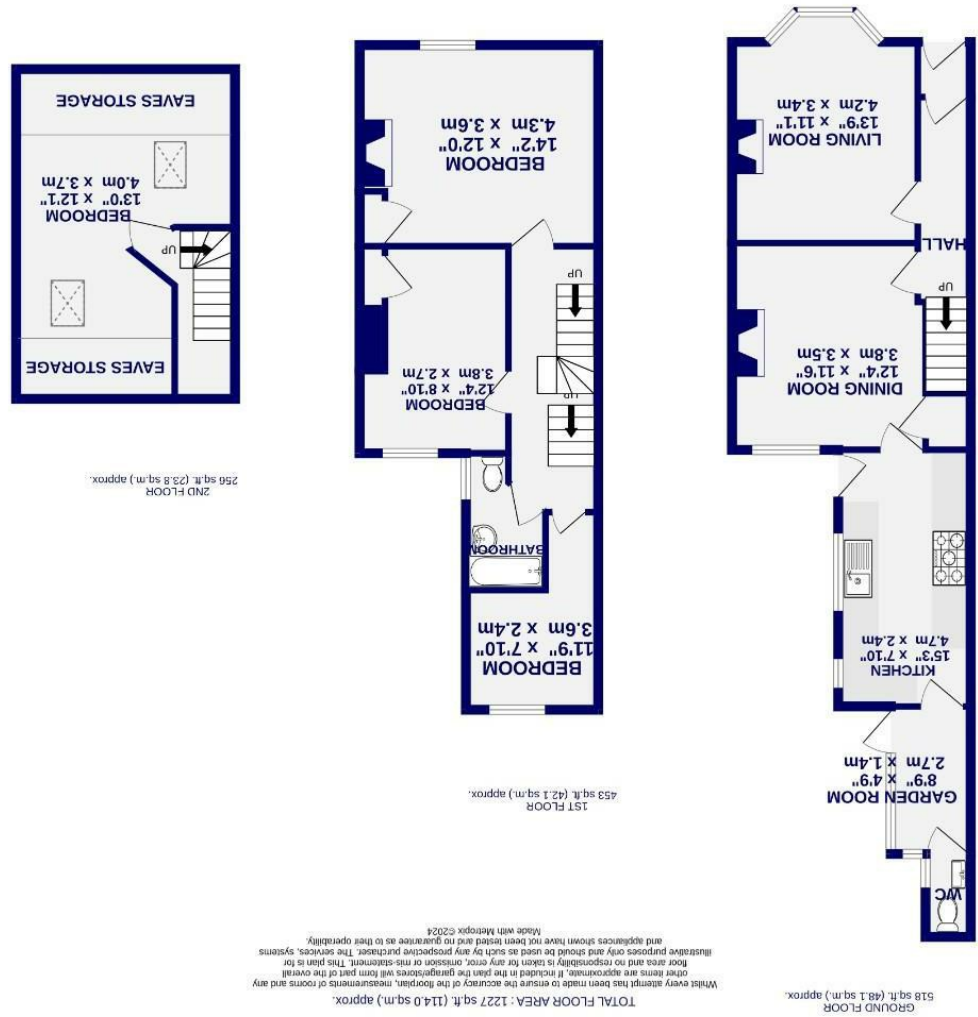 GROUND FLOOR
518 sq.ft. (48.1 sq.m.) approx.
WC
GARDEN ROOM
8'9" x 4'9"
2.7m x 1.4m
KITCHEN
15'3" x 7'10"
4.7m x 2.4m
DINING ROOM
12'4" x 11'6"
3.8m x 3.5m
UP
HALL
LIVING ROOM
13'9" x 11'1"
4.2m x 3.4m
1ST FLOOR
453 sq.ft. (42.1 sq.m.) approx.
BEDROOM
11'9" x 7'10"
3.6m x 2.4m
BATHROOM
UP
BEDROOM
12'4" x 8'10"
3.8m x 2.7m
UP
BEDROOM
14'2" x 12'0"
4.3m x 3.6m
2ND FLOOR
256 sq.ft. (23.8 sq.m.) approx.
EAVES STORAGE
UP
BEDROOM
13'0" x 12'1"
4.0m x 3.7m
EAVES STORAGE
TOTAL FLOOR AREA : 1227 sq.ft. (114.0 sq.m.) approx.
Whilst every attempt has been made to ensure the accuracy of the floorplan, measurements of rooms and any
other items are approximate, If included in the plan the garage/stores will form part of the overall
floor area and no responsibility is taken for any error, omission or mis-statement. This plan is for
illustrative purposes only and should be used as such by any prospective purchaser. The services, systems
and appliances shown have not been tested and no guarantee as to their operability.
Made with Metropix ©2024